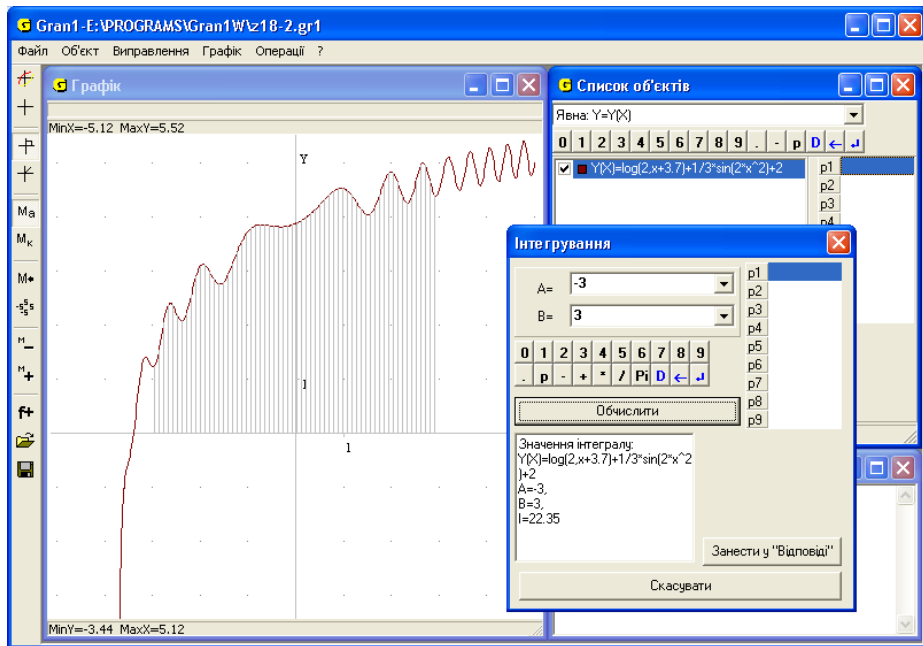 Gran1-E:\PROGRAMS\Gran1W\z18-2.gr1
Файл Об'єкт Виправлення Графік Операції ?
Графік
MinX=-5.12 MaxY=5.52
Y
1
1
MinY=-3.44 MaxX=5.12
Список об'єктів
Явна: Y=Y(X)
0 1 2 3 4 5 6 7 8 9 . - p D ← ↲
Y(X)=log(2,x+3.7)+1/3*sin(2*x^2)+2
p1
p2
p3
p4
Інтегрування
A= -3
B= 3
0 1 2 3 4 5 6 7 8 9
. p - + * / Pi D ← ↲
Обчислити
p1
p2
p3
p4
p5
p6
p7
p8
p9
Значення інтегралу:
Y(X)=log(2,x+3.7)+1/3*sin(2*x^2
)+2
A=-3,
B=3,
I=22.35
Занести у "Відповіді"
Скасувати
Ma
Mк
M
M
M+
f+